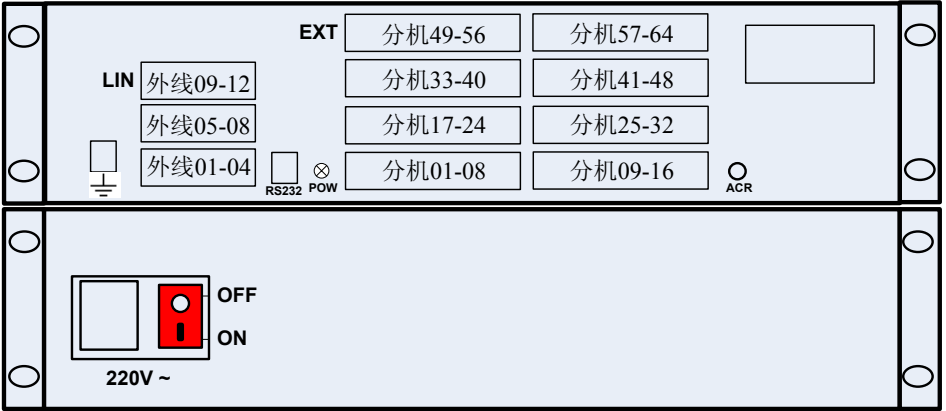 EXT 分机49-56 分机57-64
LIN 外线09-12 分机33-40 分机41-48
外线05-08 分机17-24 分机25-32
外线01-04 RS232 POW 分机01-08 分机09-16 ACR
OFF
ON
220V ~